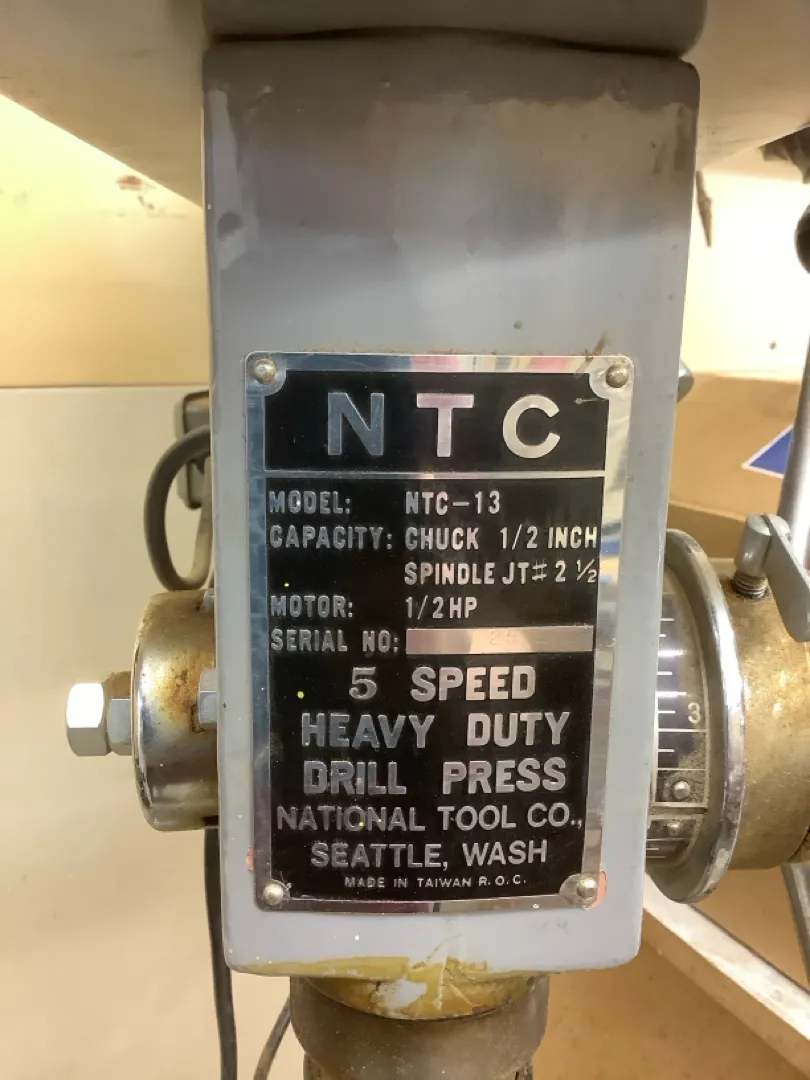 NTC
MODEL: NTC-13
CAPACITY: CHUCK 1/2 INCH
SPINDLE JT# 2 ½
MOTOR: 1/2 HP
SERIAL NO:
5 SPEED
HEAVY DUTY
DRILL PRESS
NATIONAL TOOL CO.,
SEATTLE, WASH
MADE IN TAIWAN R.O.C.
3